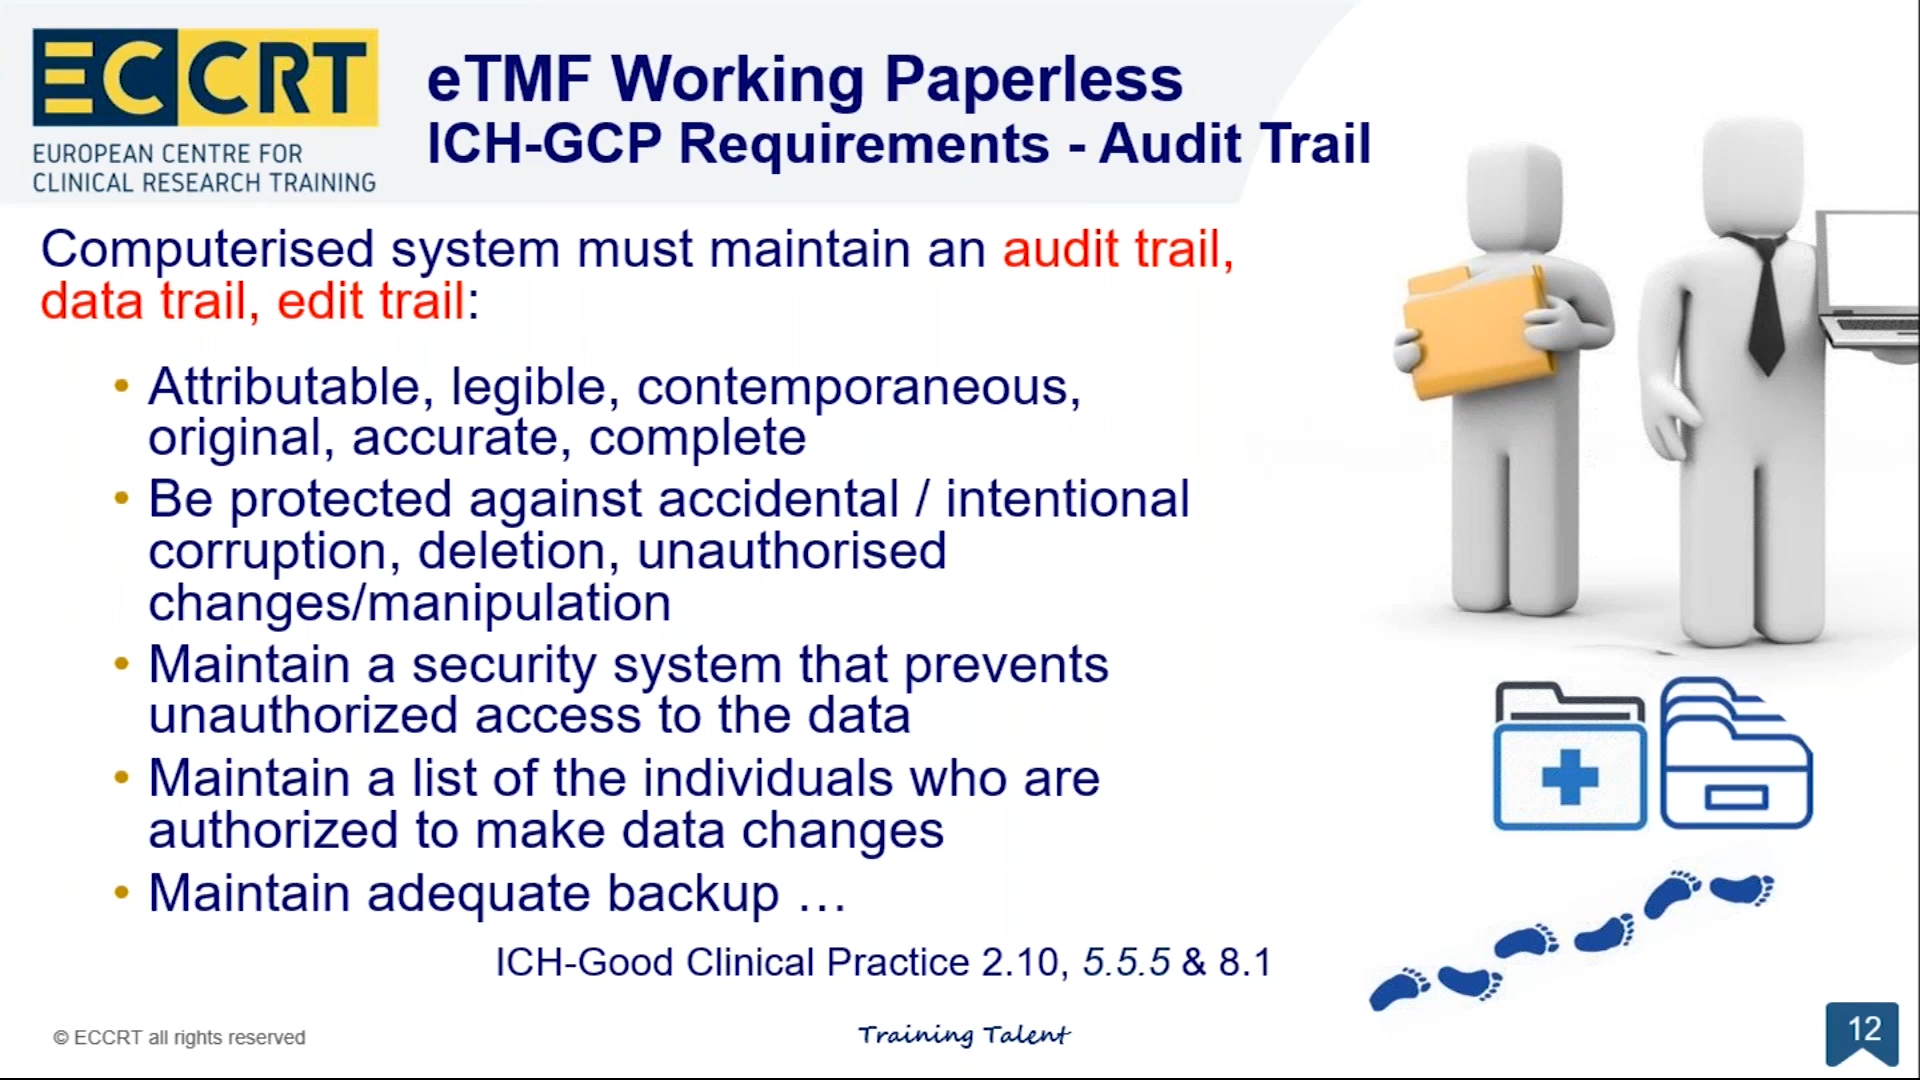 ECCRT
EUROPEAN CENTRE FOR
CLINICAL RESEARCH TRAINING
eTMF Working Paperless
ICH-GCP Requirements - Audit Trail
Computerised system must maintain an audit trail,
data trail, edit trail:
• Attributable, legible, contemporaneous,
original, accurate, complete
• Be protected against accidental / intentional
corruption, deletion, unauthorised
changes/manipulation
• Maintain a security system that prevents
unauthorized access to the data
• Maintain a list of the individuals who are
authorized to make data changes
• Maintain adequate backup …
ICH-Good Clinical Practice 2.10, 5.5.5 & 8.1
© ECCRT all rights reserved
Training Talent
12